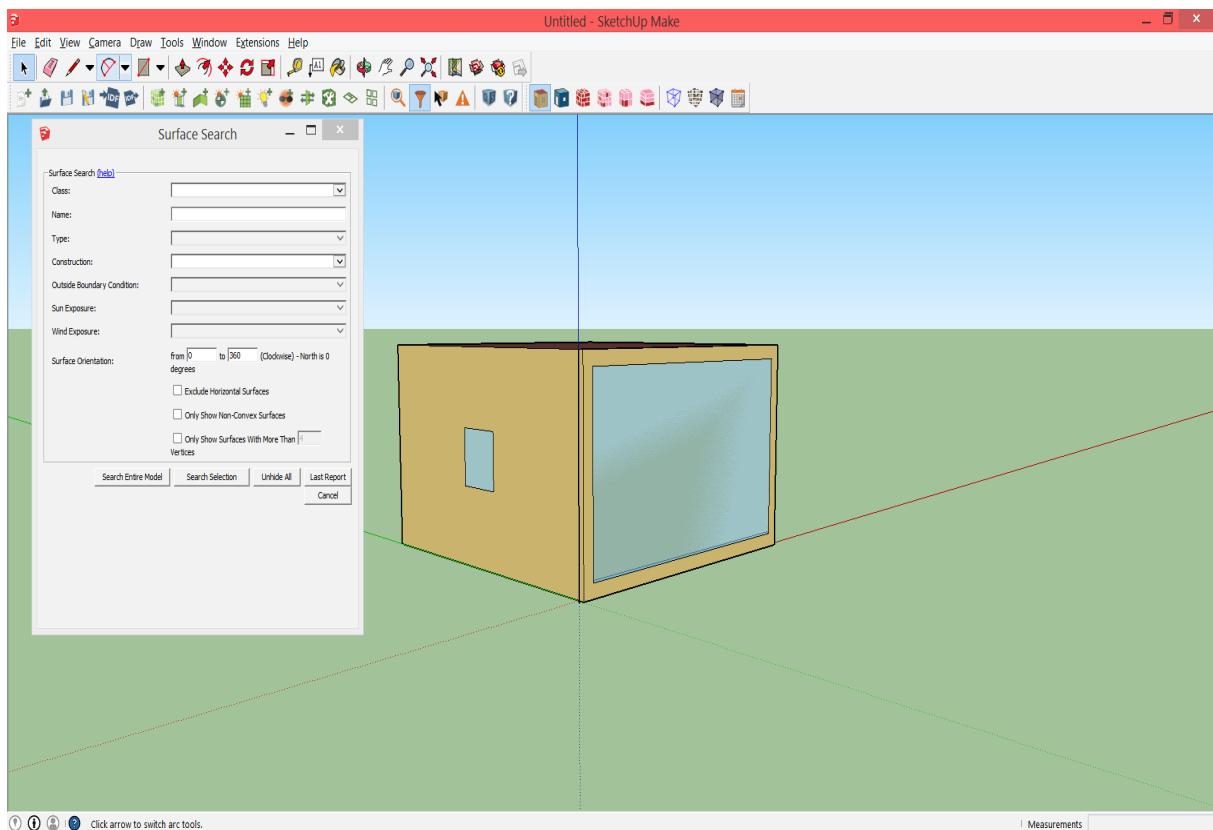 Untitled - SketchUp Make
File Edit View Camera Draw Tools Window Extensions Help
A1
IDF
Surface Search
Surface Search (help)
Class:
Name:
Type:
Construction:
Outside Boundary Condition:
Sun Exposure:
Wind Exposure:
Surface Orientation: from 0 to 360 (Clockwise) - North is 0
degrees
Exclude Horizontal Surfaces
Only Show Non-Convex Surfaces
Only Show Surfaces With More Than 4
Vertices
Search Entire Model Search Selection Unhide All Last Report
Cancel
Click arrow to switch arc tools. Measurements